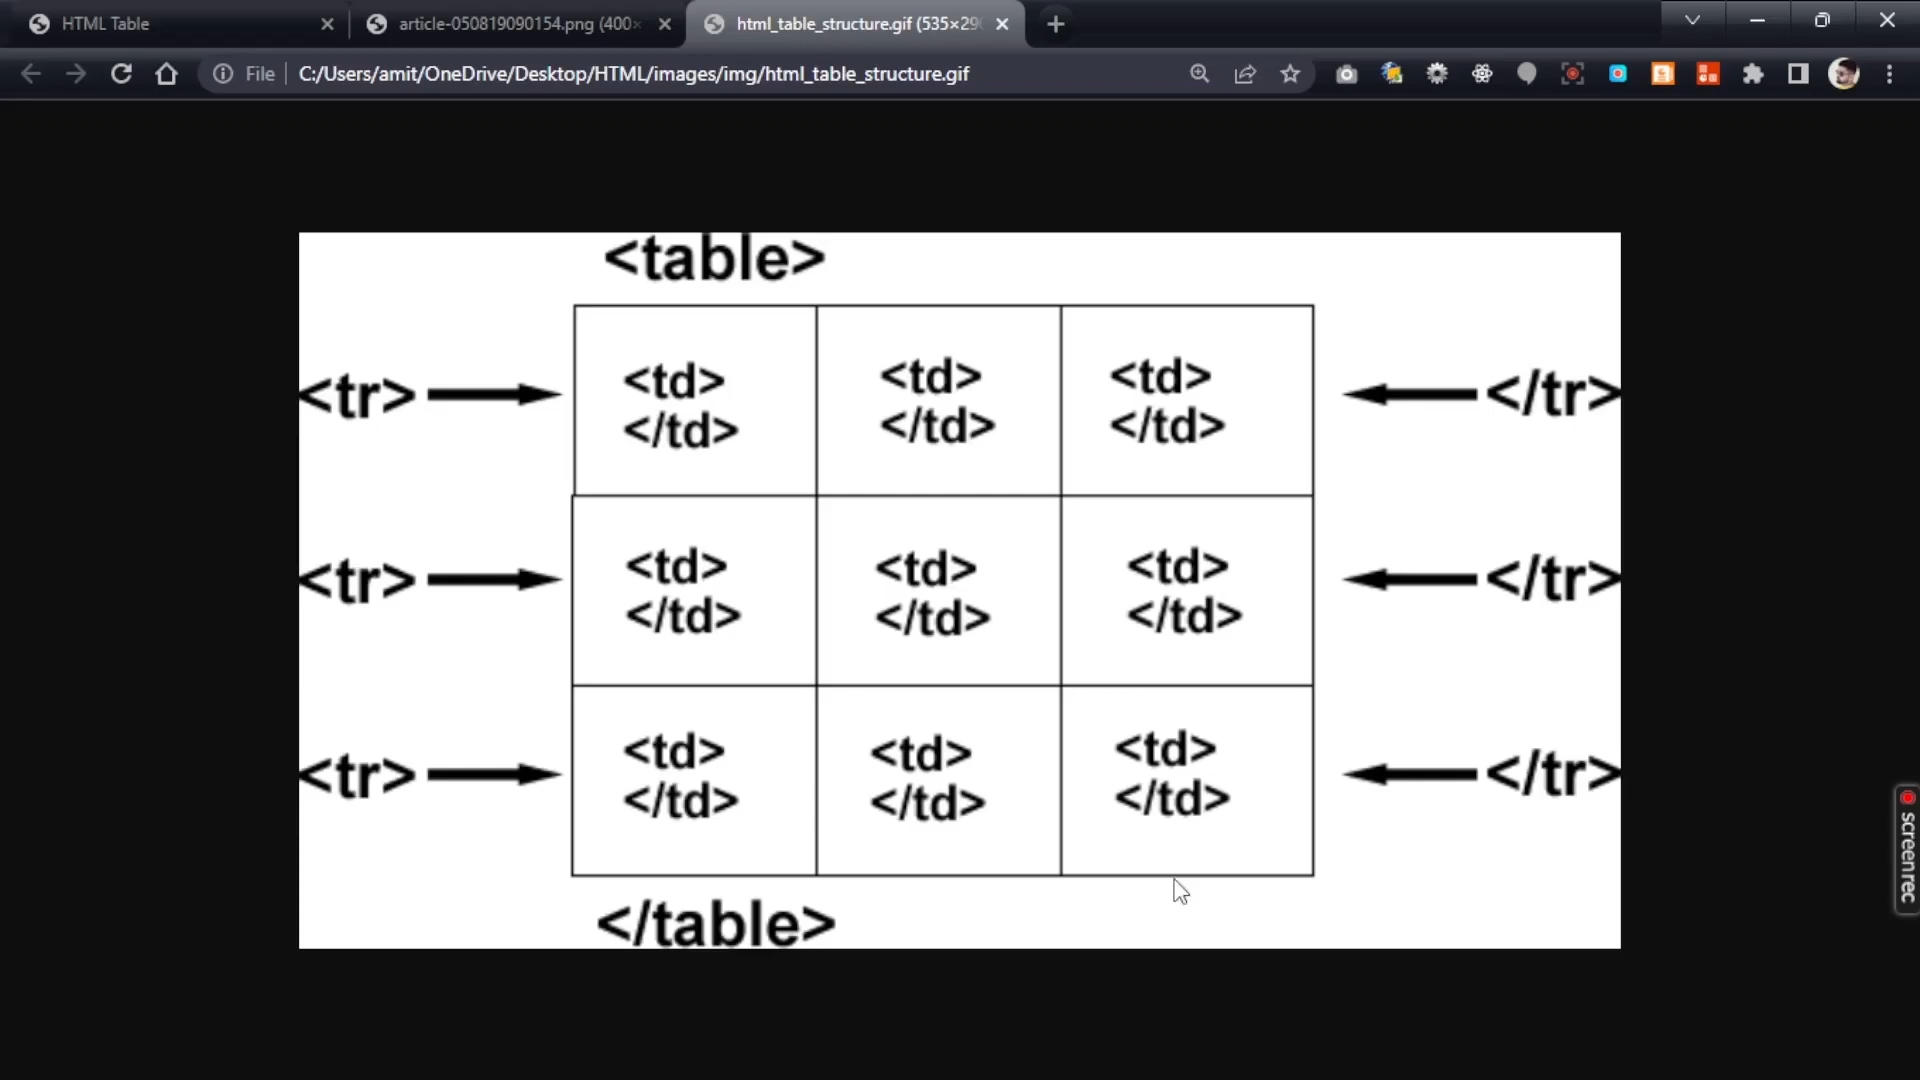 HTML Table
article-050819090154.png (400×
html_table_structure.gif (535×29
File
C:/Users/amit/OneDrive/Desktop/HTML/images/img/html_table_structure.gif
<table>
<tr> <td> <td> <td> </tr>
</td> </td> </td>
<tr> <td> <td> <td> </tr>
</td> </td> </td>
<tr> <td> <td> <td> </tr>
</td> </td> </td>
</table>
screenrec